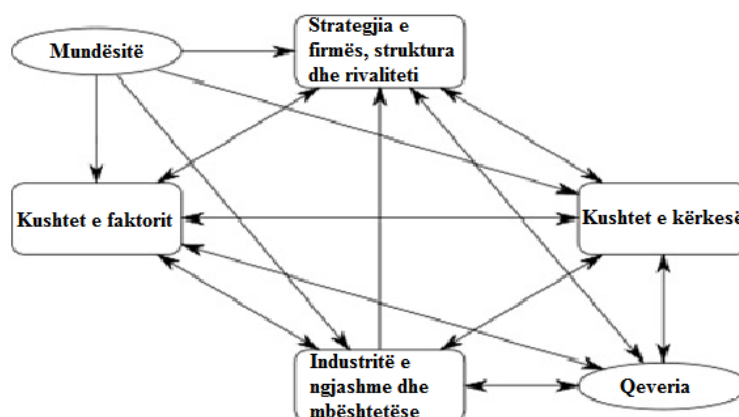 Mundësitë
Strategjia e
firmës, struktura
dhe rivaliteti
Kushtet e faktorit
Kushtet e kërkesë
Industritë e
ngjashme dhe
mbështetëse
Qeveria